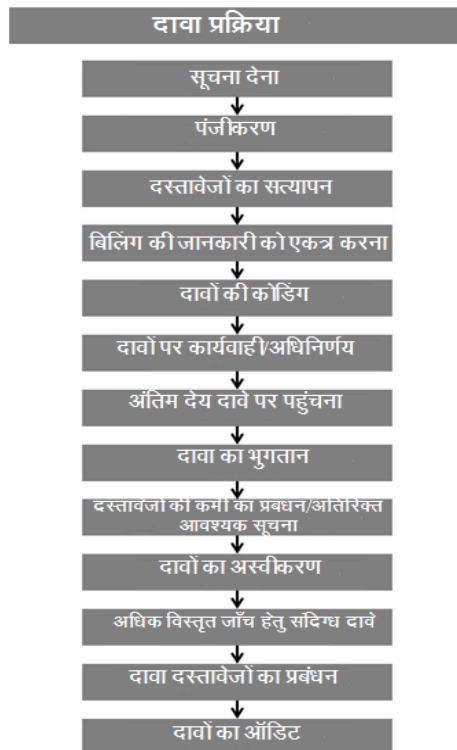 दावा प्रक्रिया
सूचना देना
पंजीकरण
दस्तावेजों का सत्यापन
बिलिंग की जानकारी को एकत्र करना
दावों की कोडिंग
दावों पर कार्यवाही/अधिनिर्णय
अंतिम देय दावे पर पहुंचना
दावा का भुगतान
दस्तावेजों की कमी का प्रबंधन/अतिरिक्त
आवश्यक सूचना
दावों का अस्वीकरण
अधिक विस्तृत जाँच हेतु संदिग्ध दावे
दावा दस्तावेजों का प्रबंधन
दावों का ऑडिट